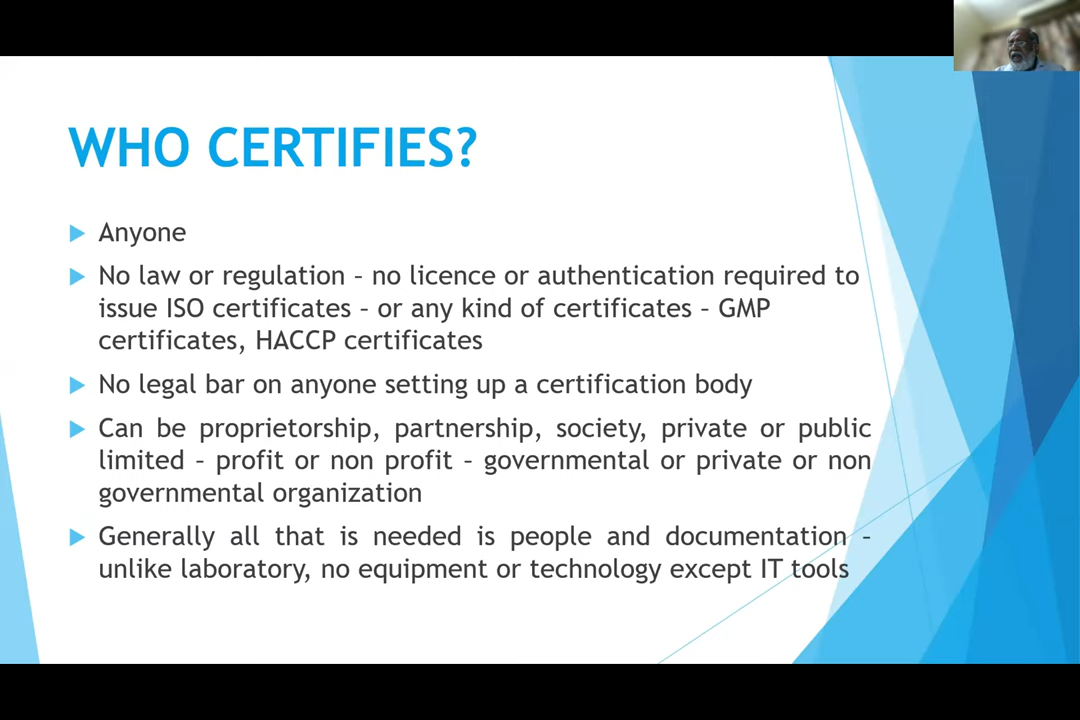 WHO CERTIFIES?
Anyone
No law or regulation – no licence or authentication required to
issue ISO certificates – or any kind of certificates – GMP
certificates, HACCP certificates
No legal bar on anyone setting up a certification body
Can be proprietorship, partnership, society, private or public
limited – profit or non profit – governmental or private or non
governmental organization
Generally all that is needed is people and documentation –
unlike laboratory, no equipment or technology except IT tools